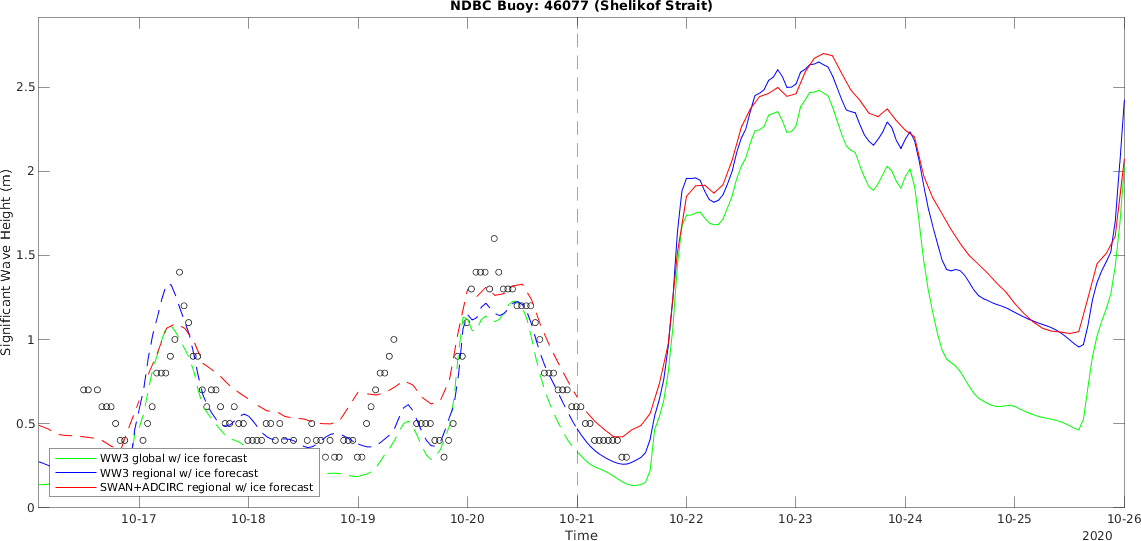 NDBC Buoy: 46077 (Shelikof Strait)
Significant Wave Height (m)
2.5
2
1.5
1
0.5
0
WW3 global w/ ice forecast
WW3 regional w/ ice forecast
SWAN+ADCIRC regional w/ ice forecast
10-17 10-18 10-19 10-20 10-21 10-22 10-23 10-24 10-25 10-26
Time
2020